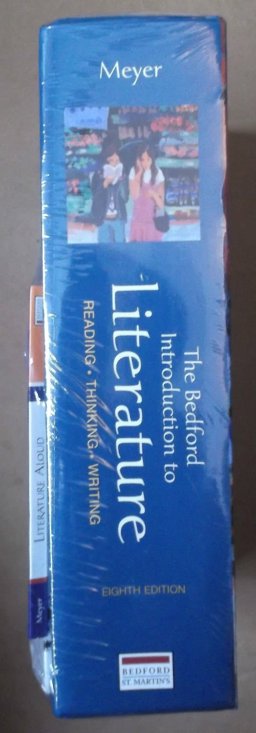 Meyer
The Bedford
Introduction to
Literature
READING • THINKING • WRITING
EIGHTH EDITION
BEDFORD
ST. MARTIN'S
LITERATURE ALOUD
Meyer